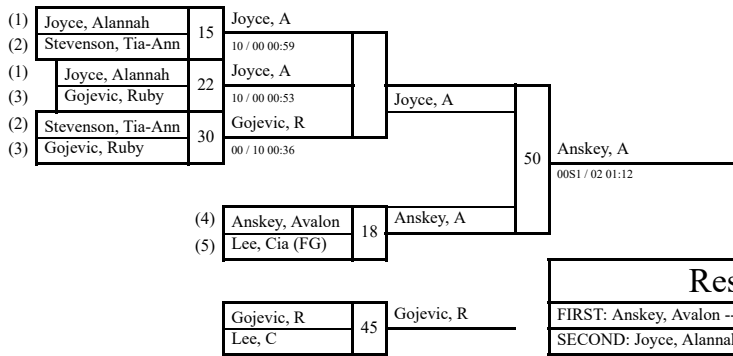 (1) Joyce, Alannah 15 Joyce, A
(2) Stevenson, Tia-Ann 10 / 00 00:59
(1) Joyce, Alannah 22 Joyce, A
(3) Gojevic, Ruby 10 / 00 00:53
Joyce, A
(2) Stevenson, Tia-Ann 30 Gojevic, R
(3) Gojevic, Ruby 00 / 10 00:36
50 Anskey, A
00S1 / 02 01:12
(4) Anskey, Avalon 18 Anskey, A
(5) Lee, Cia (FG)
Gojevic, R 45 Gojevic, R
Lee, C
FIRST: Anskey, Avalon
SECOND: Joyce,